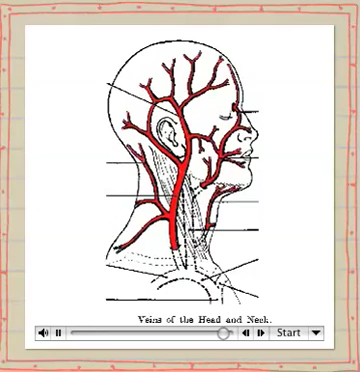 Veins of the Head and Neck.
Start